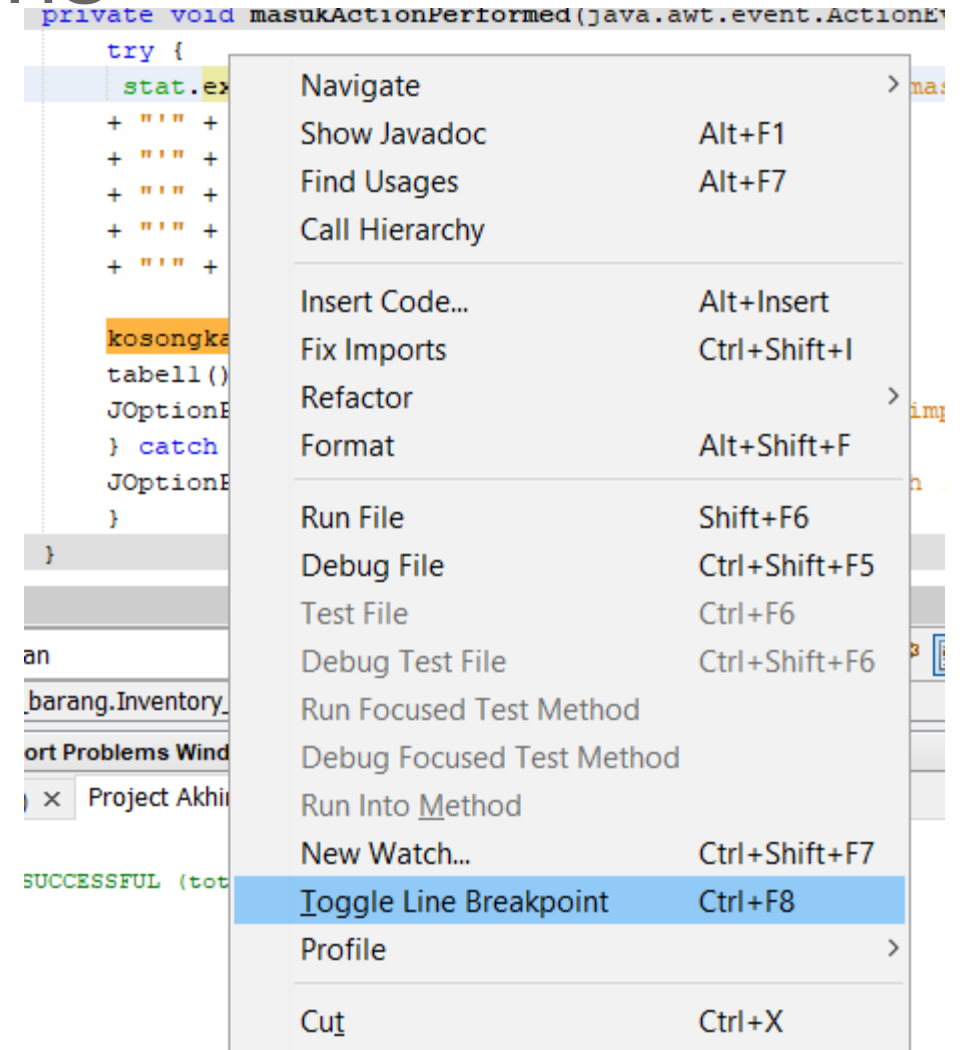 private void masukActionPerformed(java.awt.event.ActionEv
try {
stat.ex
+ "'" +
+ "'" +
+ "'" +
+ "'" +
+ "'" +
kosongka
tabel1()
JOptionP
} catch
JOptionP
}
}
Navigate >
Show Javadoc Alt+F1
Find Usages Alt+F7
Call Hierarchy
Insert Code... Alt+Insert
Fix Imports Ctrl+Shift+I
Refactor >
Format Alt+Shift+F
Run File Shift+F6
Debug File Ctrl+Shift+F5
Test File Ctrl+F6
Debug Test File Ctrl+Shift+F6
Run Focused Test Method
Debug Focused Test Method
Run Into Method
New Watch... Ctrl+Shift+F7
Toggle Line Breakpoint Ctrl+F8
Profile >
Cut Ctrl+X
mas
imp
h
an
_barang.Inventory_
ort Problems Wind
× Project Akhi
SUCCESSFUL (tot